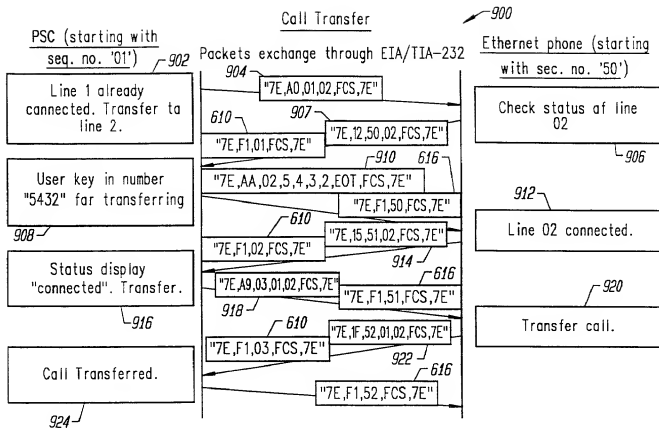 Call Transfer
900
PSC (starting with
seq. no. '01')
902
Packets exchange through EIA/TIA-232
Ethernet phone (starting
with sec. no. '50')
904
"7E,A0,01,02,FCS,7E"
Line 1 already
connected. Transfer ta
line 2.
Check status af line
02
906
610
907
"7E,12,50,02,FCS,7E"
"7E,F1,01,FCS,7E"
910
616
"7E,AA,02,5,4,3,2,EOT,FCS,7E"
User key in number
"5432" far transferring
908
"7E,F1,50,FCS,7E"
912
610
"7E,15,51,02,FCS,7E"
"7E,F1,02,FCS,7E"
914
Line 02 connected.
616
Status display
"connected". Transfer.
916
"7E,A9,03,01,02,FCS,7E"
918
"7E,F1,51,FCS,7E"
920
610
"7E,1F,52,01,02,FCS,7E"
Transfer call.
"7E,F1,03,FCS,7E"
922
616
Call Transferred.
924
"7E,F1,52,FCS,7E"